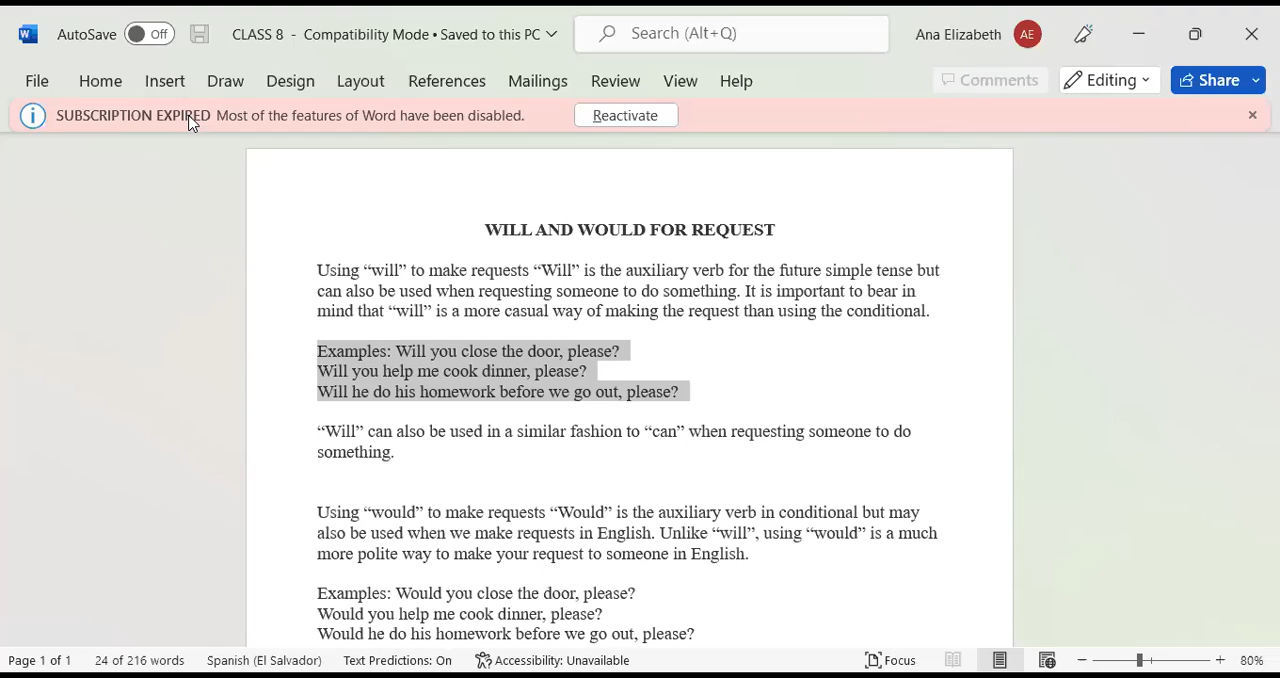 AutoSave Off CLASS 8 - Compatibility Mode • Saved to this PC Search (Alt+Q) Ana Elizabeth AE
File Home Insert Draw Design Layout References Mailings Review View Help Comments Editing Share
SUBSCRIPTION EXPIRED Most of the features of Word have been disabled. Reactivate
WILL AND WOULD FOR REQUEST
Using “will” to make requests “Will” is the auxiliary verb for the future simple tense but
can also be used when requesting someone to do something. It is important to bear in
mind that “will” is a more casual way of making the request than using the conditional.
Examples: Will you close the door, please?
Will you help me cook dinner, please?
Will he do his homework before we go out, please?
“Will” can also be used in a similar fashion to “can” when requesting someone to do
something.
Using “would” to make requests “Would” is the auxiliary verb in conditional but may
also be used when we make requests in English. Unlike “will”, using “would” is a much
more polite way to make your request to someone in English.
Examples: Would you close the door, please?
Would you help me cook dinner, please?
Would he do his homework before we go out, please?
Page 1 of 1 24 of 216 words Spanish (El Salvador) Text Predictions: On Accessibility: Unavailable Focus 80%